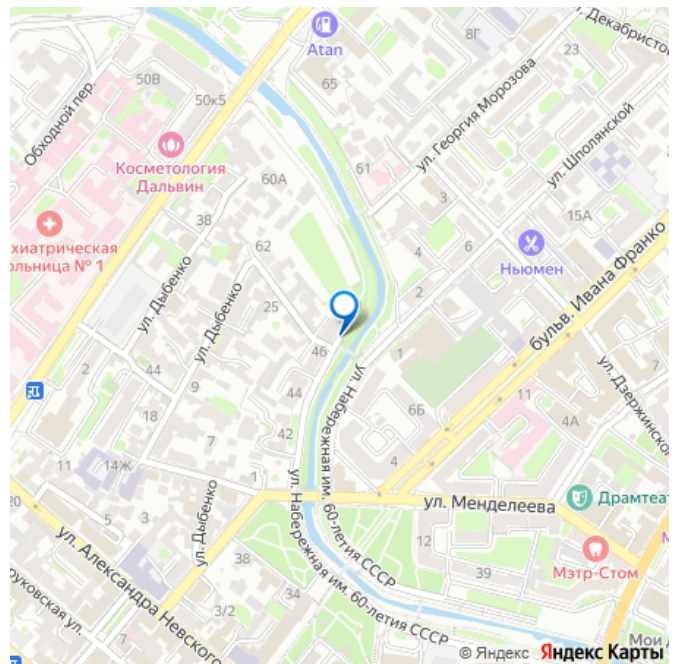 ул. Декабристов
Atan
8Г
23
65
50В
50к5
Обходной пер.
ул. Георгия Морозова
ул. Шполянской
Косметология
Дальвин
61
60А
3
15А
38
хиатрическая
ольница № 1
62
4
6
Ньюмен
бульв. Ивана Франко
ул. Дыбенко
ул. Дыбенко
25
2
46
1
7
2
9
44
ул. Набережная им. 60-летия СССР
ул. Дзержинского
11
6Б
4А
18
42
7
11
14Ж
1
4
20
5
3
ул. Дыбенко
ул. Менделеева
Драмтеат
ул. Александра Невского
ул. Набережная им. 60-летия СССР
12
38
34
39
Мэтр-Стом
руковская ул.
3/2
7
6
Мои Д
© Яндекс Яндекс Карты